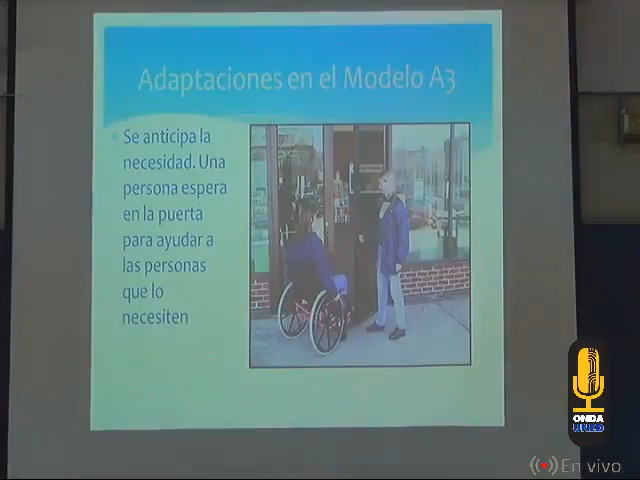 Adaptaciones en el Modelo A3
Se anticipa la
necesidad. Una
persona espera
en la puerta
para ayudar a
las personas
que lo
necesiten
ONDA
UNED
En vivo